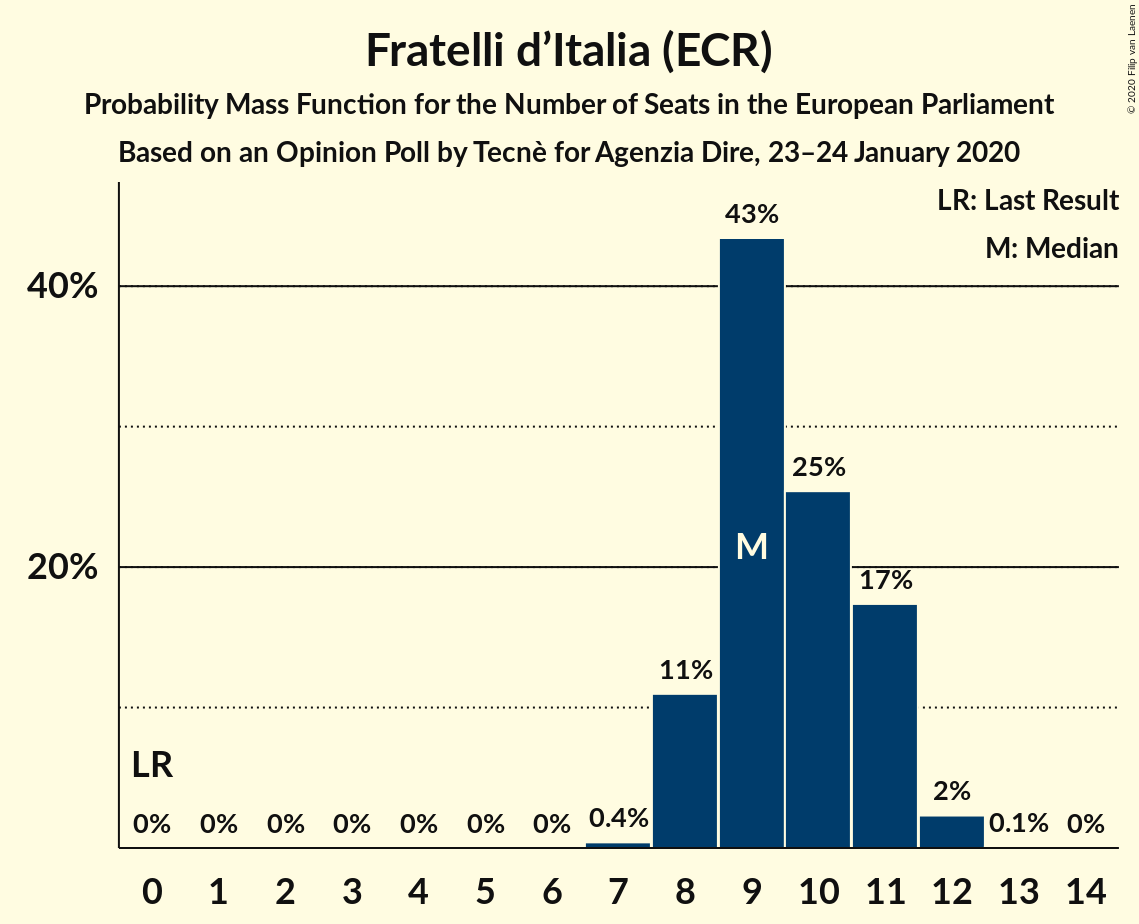 Fratelli d’Italia (ECR)
Probability Mass Function for the Number of Seats in the European Parliament
Based on an Opinion Poll by Tecnè for Agenzia Dire, 23–24 January 2020
© 2020 Filip van Laenen
LR: Last Result
M: Median
43%
40%
25%
M
20%
17%
11%
LR
2%
0% 0% 0% 0% 0% 0% 0% 0.4% 0.1% 0%
0 1 2 3 4 5 6 7 8 9 10 11 12 13 14